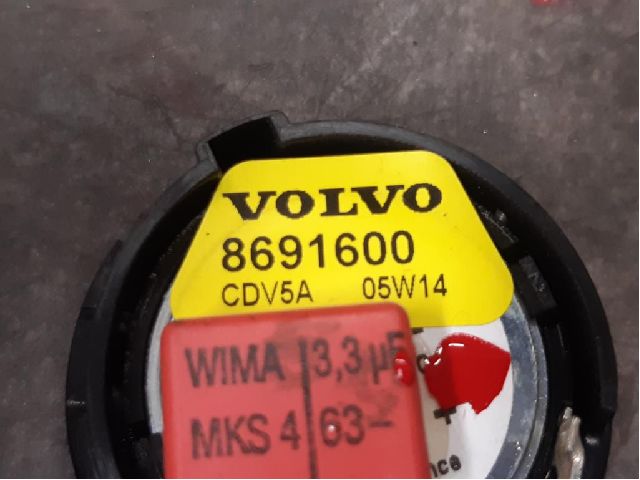 VOLVO
8691600
CDV5A 05W14
WIMA 3,3 µF
MKS 4 63-
+